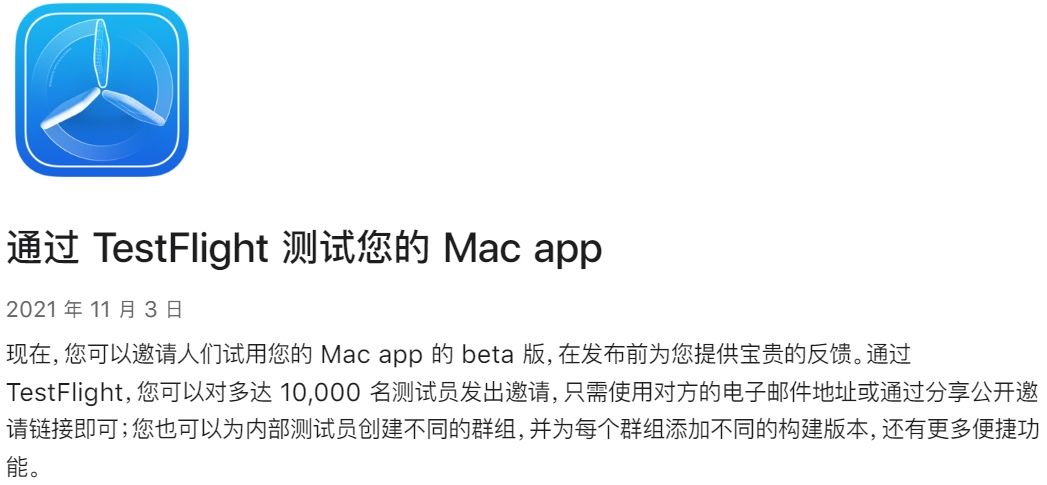 通过 TestFlight 测试您的 Mac app
2021 年 11 月 3 日
现在，您可以邀请人们试用您的 Mac app 的 beta 版，在发布前为您提供宝贵的反馈。通过
TestFlight，您可以对多达 10,000 名测试员发出邀请，只需使用对方的电子邮件地址或通过分享公开邀
请链接即可；您也可以为内部测试员创建不同的群组，并为每个群组添加不同的构建版本，还有更多便捷功
能。